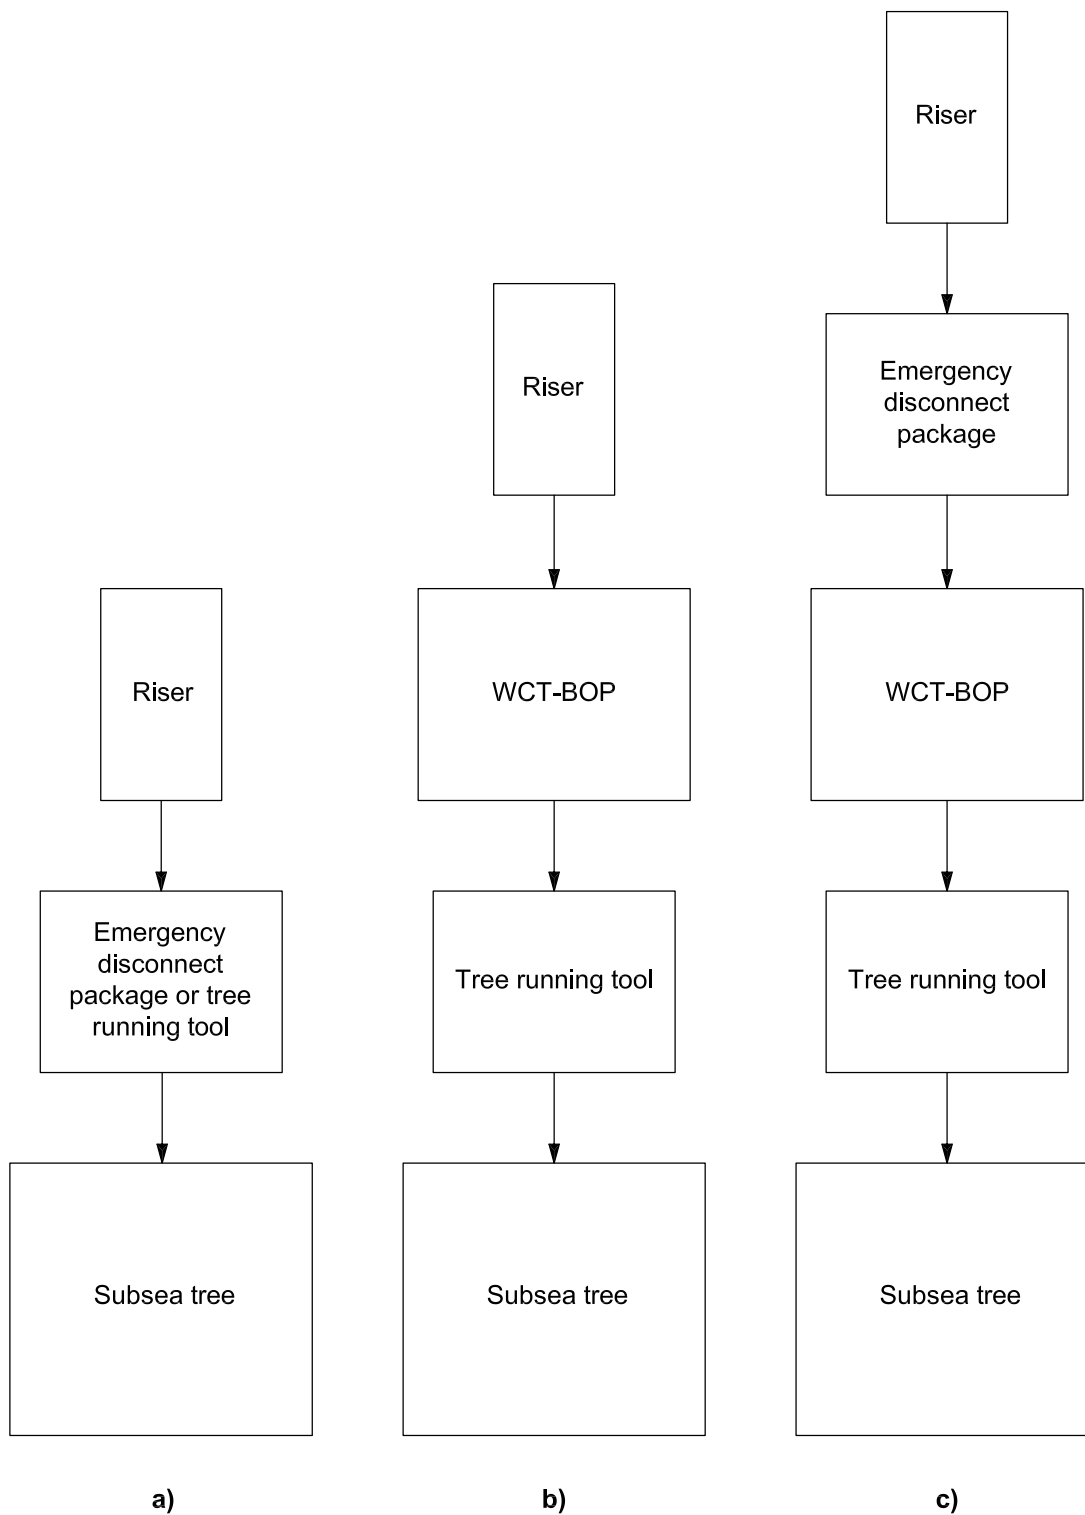 Riser
Emergency
disconnect
package or tree
running tool
Subsea tree
a)
Riser
WCT-BOP
Tree running tool
Subsea tree
b)
Riser
Emergency
disconnect
package
WCT-BOP
Tree running tool
Subsea tree
c)